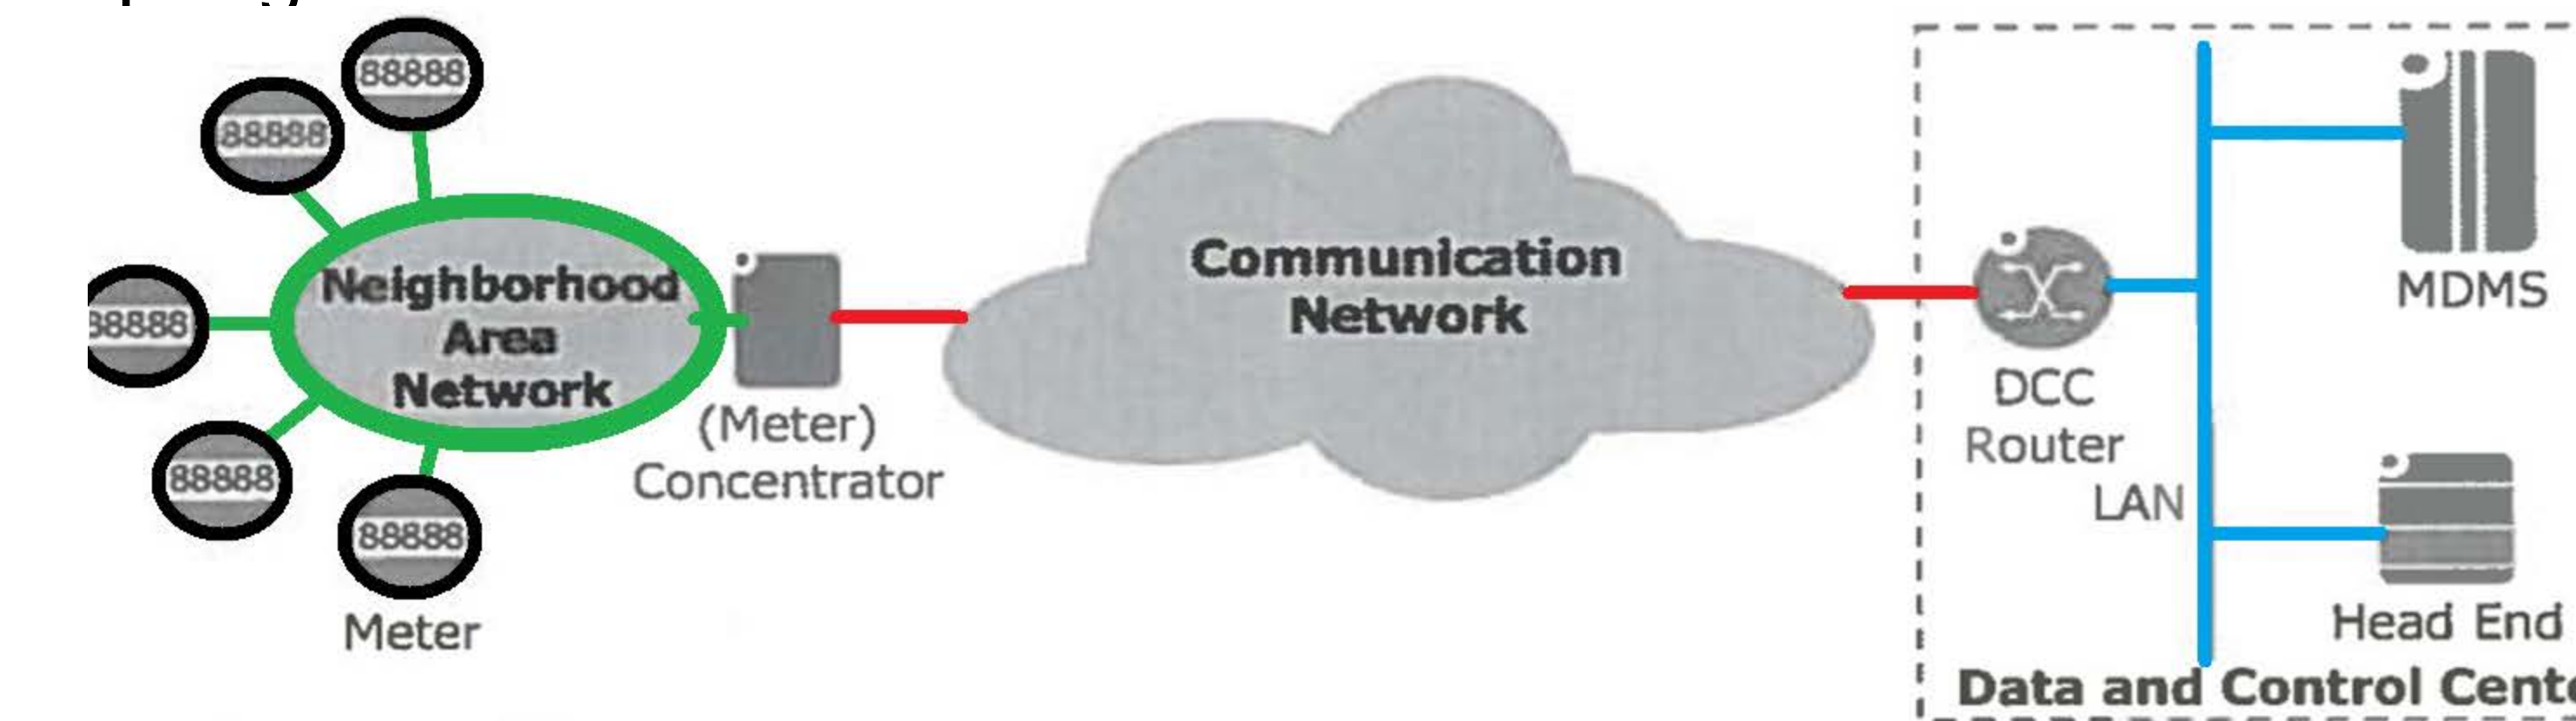 88888
88888
88888
88888
88888
Meter
Neighborhood
Area
Network
(Meter)
Concentrator
Communication
Network
DCC
Router
LAN
MDMS
Head End
Data and Control Cente